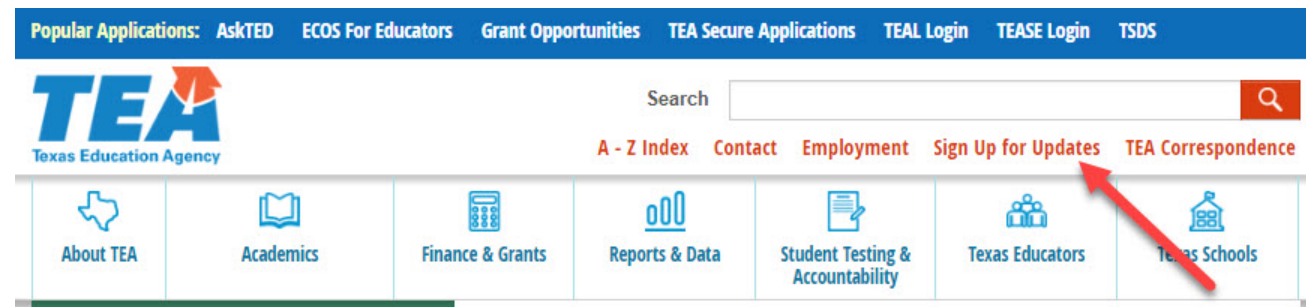 Popular Applications: AskTED ECOS For Educators Grant Opportunities TEA Secure Applications TEAL Login TEASE Login TSDS
TEA
Texas Education Agency
Search
A - Z Index Contact Employment Sign Up for Updates TEA Correspondence
About TEA Academics Finance & Grants Reports & Data Student Testing & Accountability Texas Educators Texas Schools